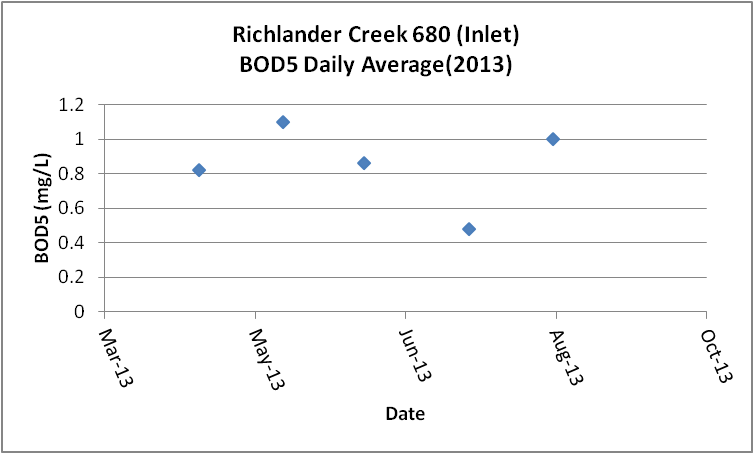 Richlander Creek 680 (Inlet)
BOD5 Daily Average(2013)
BOD5 (mg/L)
1.2
1
0.8
0.6
0.4
0.2
0
Mar-13
May-13
Jun-13
Aug-13
Oct-13
Date